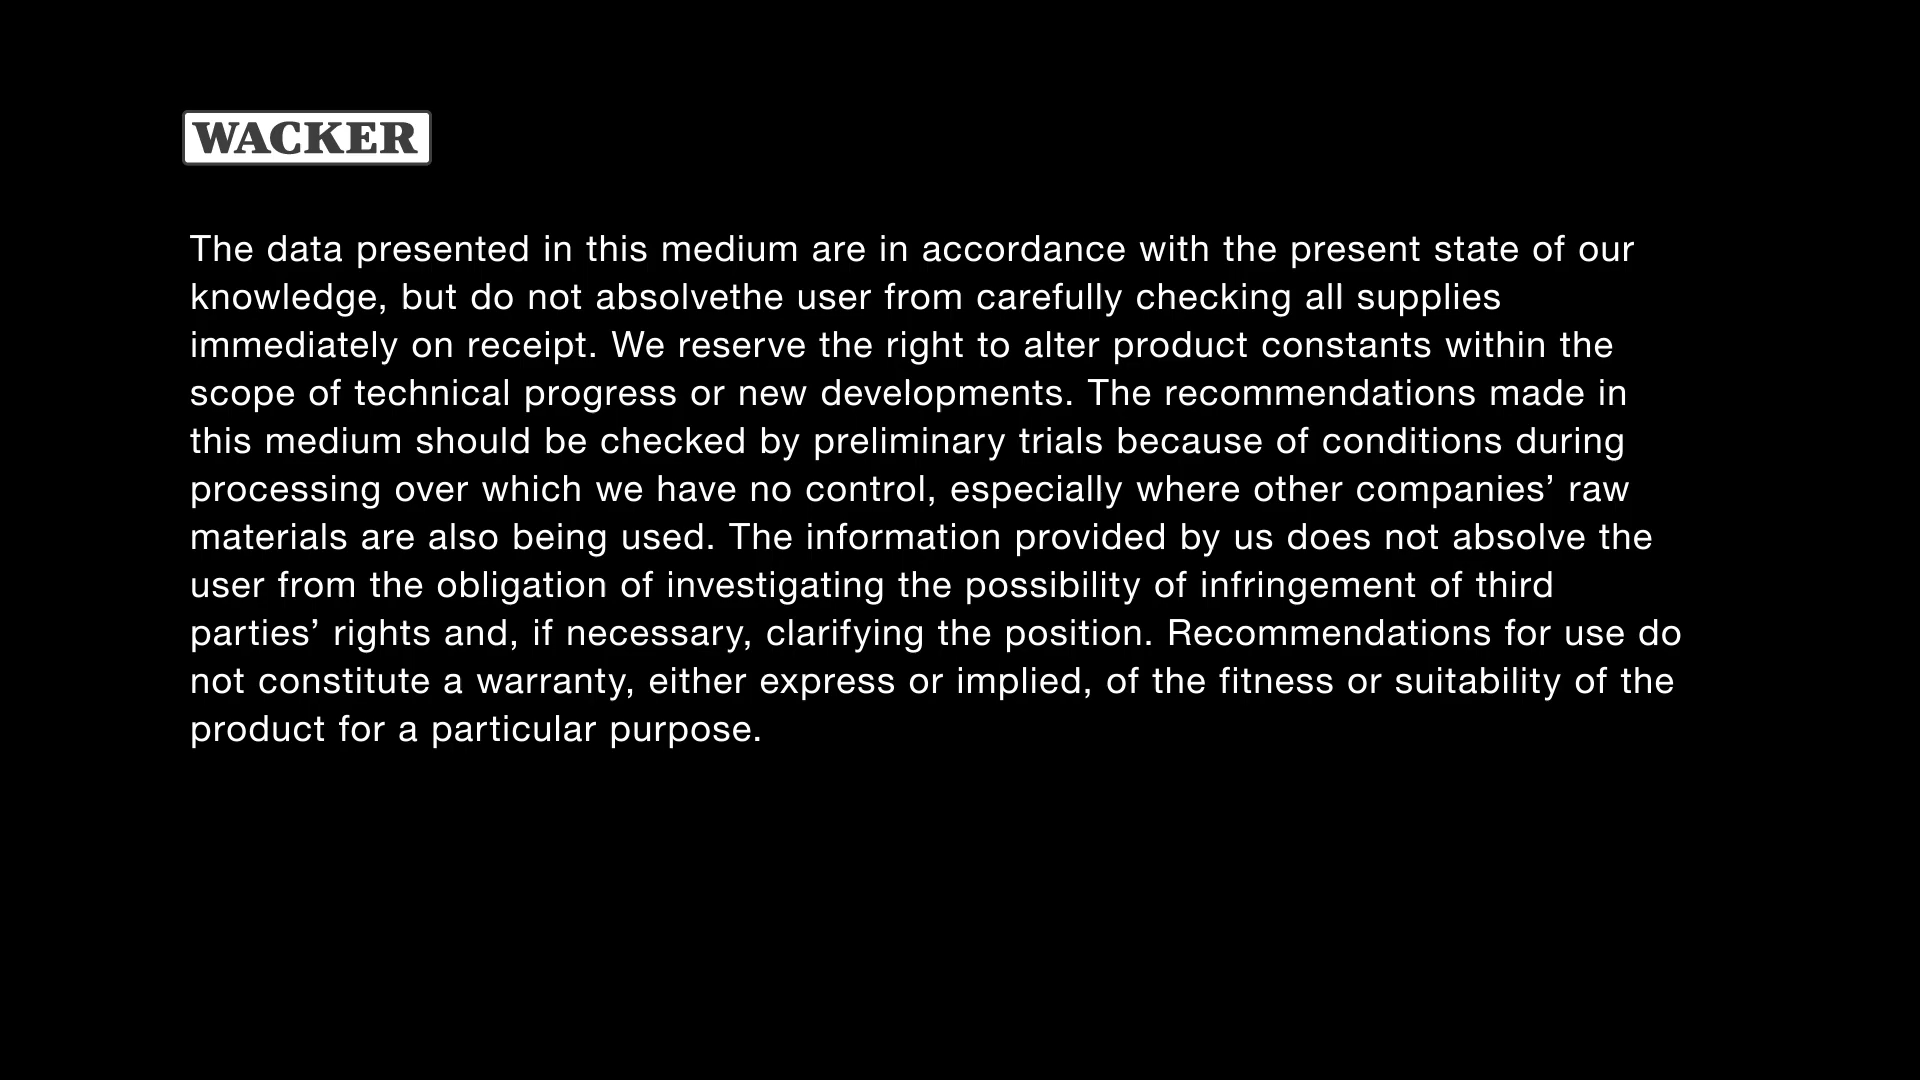 WACKER
The data presented in this medium are in accordance with the present state of our
knowledge, but do not absolvethe user from carefully checking all supplies
immediately on receipt. We reserve the right to alter product constants within the
scope of technical progress or new developments. The recommendations made in
this medium should be checked by preliminary trials because of conditions during
processing over which we have no control, especially where other companies’ raw
materials are also being used. The information provided by us does not absolve the
user from the obligation of investigating the possibility of infringement of third
parties’ rights and, if necessary, clarifying the position. Recommendations for use do
not constitute a warranty, either express or implied, of the fitness or suitability of the
product for a particular purpose.